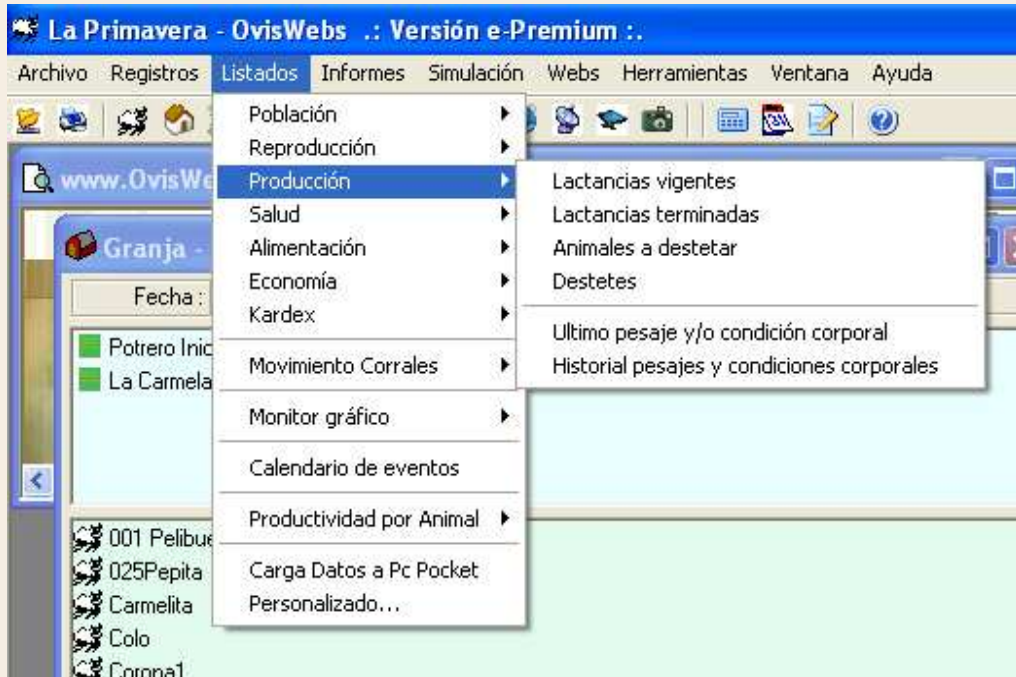 La Primavera - OvisWebs .: Versión e-Premium :.
Archivo Registros Listados Informes Simulación Webs Herramientas Ventana Ayuda
Población
Reproducción
www.OvisWe
Producción
Lactancias vigentes
Salud
Lactancias terminadas
Granja -
Alimentación
Animales a destetar
Fecha :
Economía
Destetes
Kardex
Ultimo pesaje y/o condición corporal
Potrero Inic
Movimiento Corrales
Historial pesajes y condiciones corporales
La Carmela
Monitor gráfico
Calendario de eventos
Productividad por Animal
001 Pelibue
025Pepita
Carga Datos a Pc Pocket
Carmelita
Personalizado...
Colo
Corona1